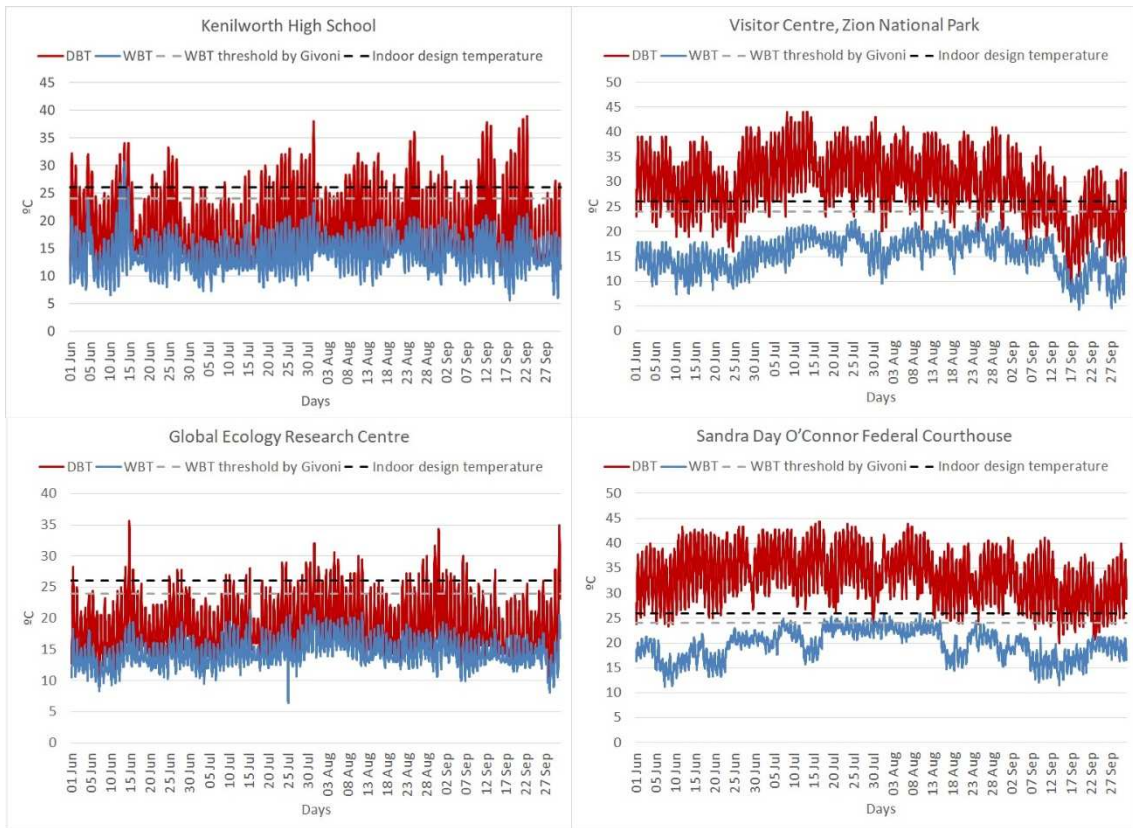 Kenilworth High School
DBT WBT WBT threshold by Givoni Indoor design temperature
45
40
35
30
25
20
15
10
5
0
ºC
01 Jun 05 Jun 10 Jun 15 Jun 20 Jun 25 Jun 30 Jun 05 Jul 10 Jul 15 Jul 20 Jul 25 Jul 30 Jul 03 Aug 08 Aug 13 Aug 18 Aug 23 Aug 28 Aug 02 Sep 07 Sep 12 Sep 17 Sep 22 Sep 27 Sep
Days
Visitor Centre, Zion National Park
DBT WBT WBT threshold by Givoni Indoor design temperature
50
45
40
35
30
25
20
15
10
5
0
ºC
01 Jun 05 Jun 10 Jun 15 Jun 20 Jun 25 Jun 30 Jun 05 Jul 10 Jul 15 Jul 20 Jul 25 Jul 30 Jul 03 Aug 08 Aug 13 Aug 18 Aug 23 Aug 28 Aug 02 Sep 07 Sep 12 Sep 17 Sep 22 Sep 27 Sep
Days
Global Ecology Research Centre
DBT WBT WBT threshold by Givoni Indoor design temperature
40
35
30
25
20
15
10
5
0
ºC
01 Jun 05 Jun 10 Jun 15 Jun 20 Jun 25 Jun 30 Jun 05 Jul 10 Jul 15 Jul 20 Jul 25 Jul 30 Jul 03 Aug 08 Aug 13 Aug 18 Aug 23 Aug 28 Aug 02 Sep 07 Sep 12 Sep 17 Sep 22 Sep 27 Sep
Days
Sandra Day O’Connor Federal Courthouse
DBT WBT WBT threshold by Givoni Indoor design temperature
50
45
40
35
30
25
20
15
10
5
0
ºC
01 Jun 05 Jun 10 Jun 15 Jun 20 Jun 25 Jun 30 Jun 05 Jul 10 Jul 15 Jul 20 Jul 25 Jul 30 Jul 03 Aug 08 Aug 13 Aug 18 Aug 23 Aug 28 Aug 02 Sep 07 Sep 12 Sep 17 Sep 22 Sep 27 Sep
Days